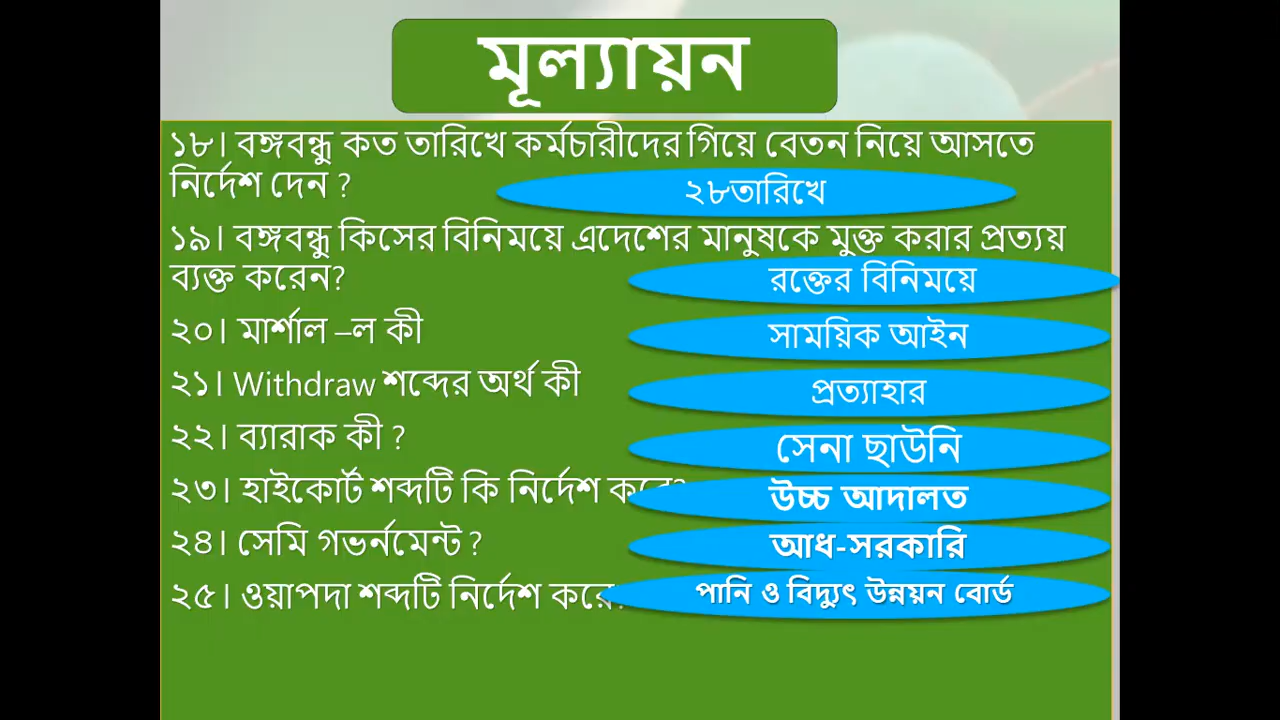 মূল্যায়ন
১৮। বঙ্গবন্ধু কত তারিখে কর্মচারীদের গিয়ে বেতন নিয়ে আসতে
নির্দেশ দেন ?
২৮তারিখে
১৯। বঙ্গবন্ধু কিসের বিনিময়ে এদেশের মানুষকে মুক্ত করার প্রত্যয়
ব্যক্ত করেন?
রক্তের বিনিময়ে
২০। মার্শাল –ল কী
সাময়িক আইন
২১। Withdraw শব্দের অর্থ কী
প্রত্যাহার
২২। ব্যারাক কী ?
সেনা ছাউনি
২৩। হাইকোর্ট শব্দটি কি নির্দেশ করে?
উচ্চ আদালত
২৪। সেমি গভর্নমেন্ট ?
আধ-সরকারি
২৫। ওয়াপদা শব্দটি নির্দেশ করে?
পানি ও বিদ্যুৎ উন্নয়ন বোর্ড